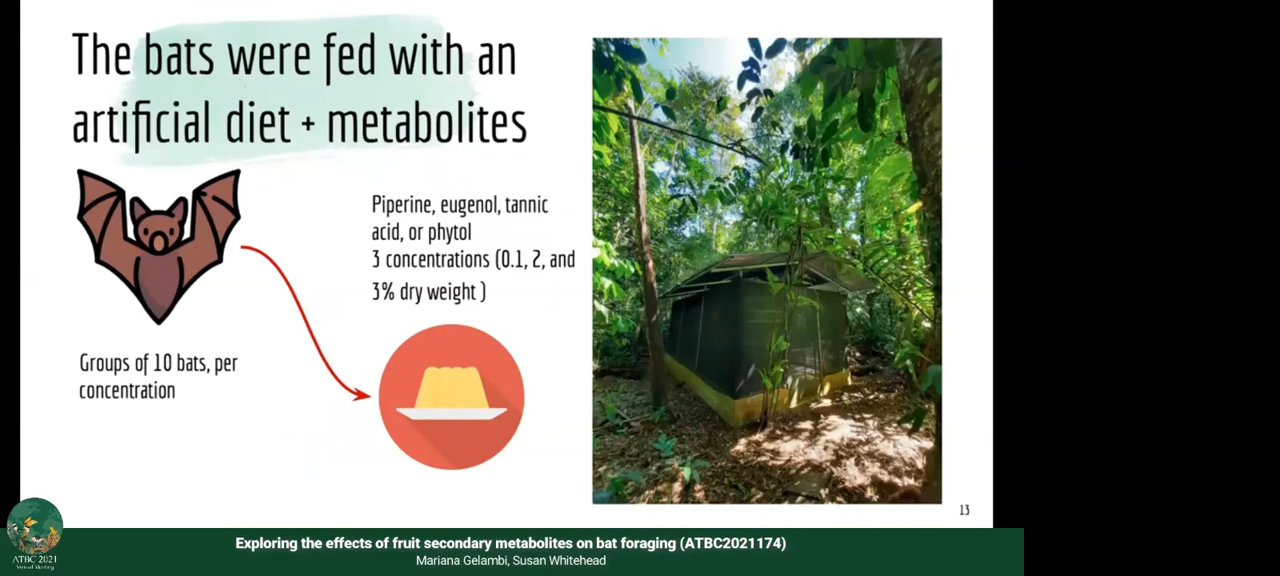 The bats were fed with an
artificial diet + metabolites
Piperine, eugenol, tannic
acid, or phytol
3 concentrations (0.1, 2, and
3% dry weight )
Groups of 10 bats, per
concentration
13
ATBC 2021
Virtual Meeting
Exploring the effects of fruit secondary metabolites on bat foraging (ATBC2021174)
Mariana Gelambi, Susan Whitehead